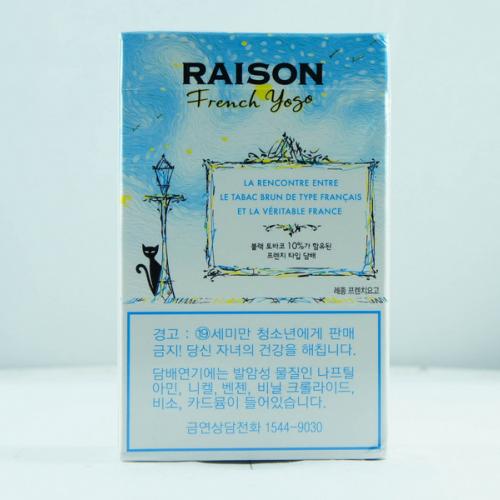 RAISON
French Yogo
LA RENCONTRE ENTRE
LE TABAC BRUN DE TYPE FRANÇAIS
ET LA VÉRITABLE FRANCE
블랙 토바코 10%가 함유된
프렌치 타입 담배
레종 프렌치요고
경고 : ⑲세미만 청소년에게 판매
금지! 당신 자녀의 건강을 해칩니다.
담배연기에는 발암성 물질인 나프틸
아민, 니켈, 벤젠, 비닐 크롤라이드,
비소, 카드뮴이 들어있습니다.
금연상담전화 1544-9030